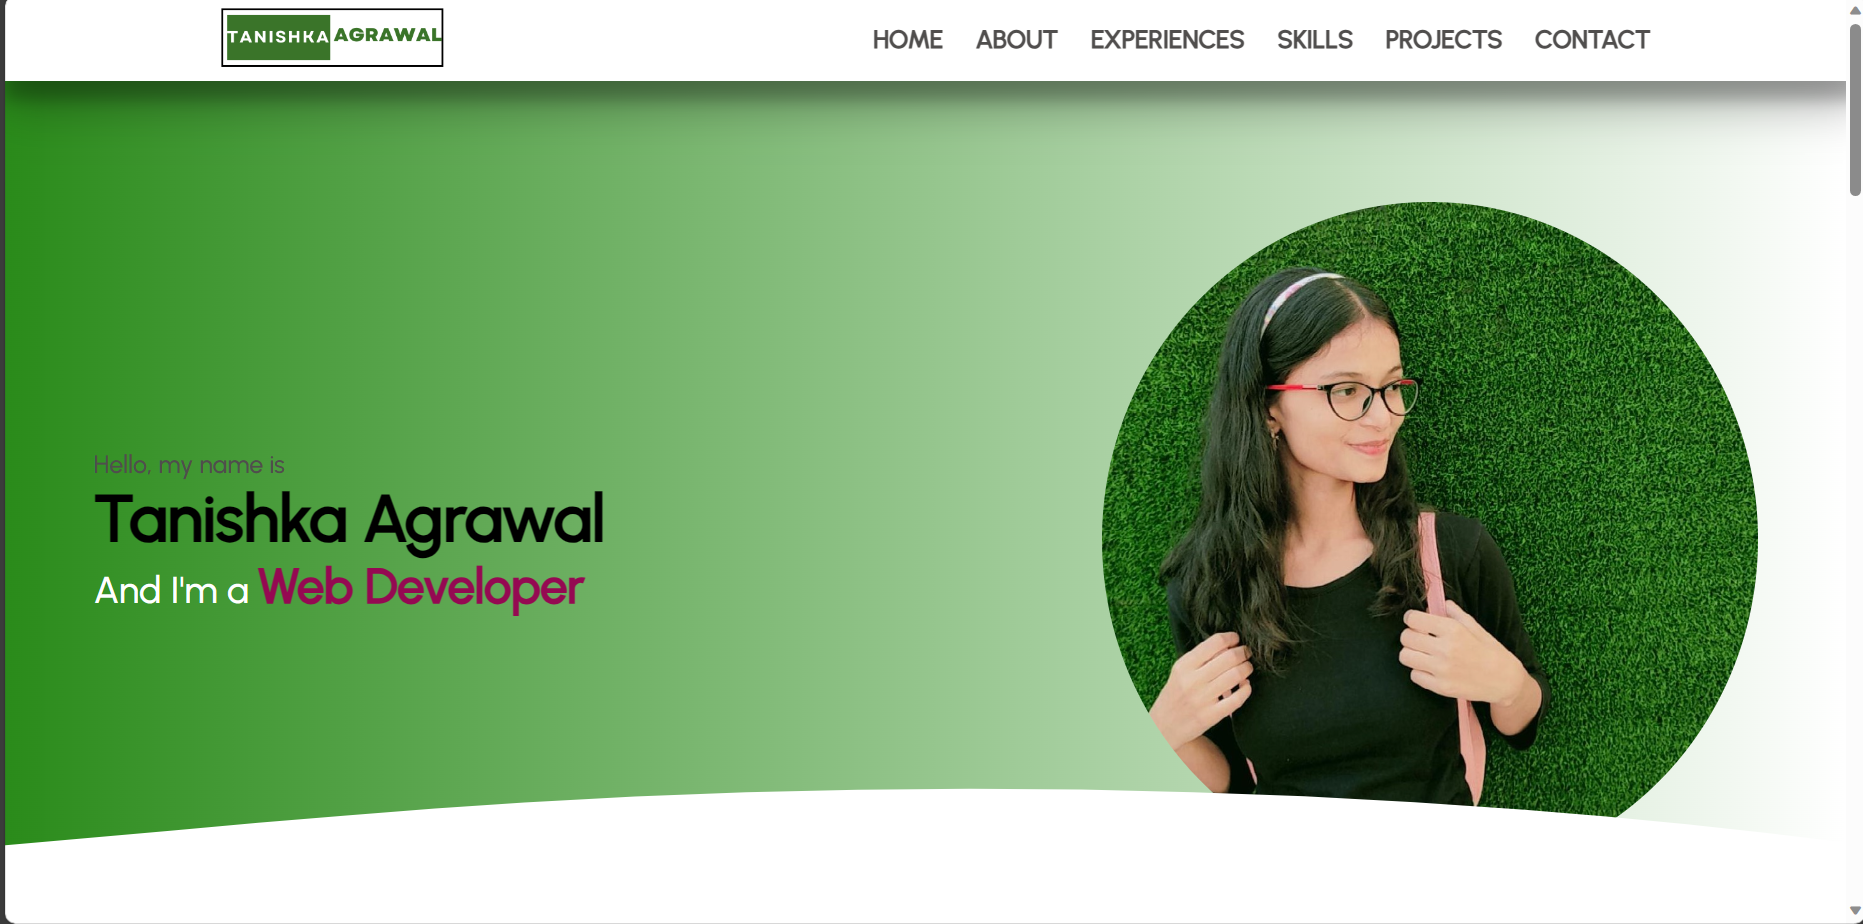 TANISHKA AGRAWAL
HOME ABOUT EXPERIENCES SKILLS PROJECTS CONTACT
Hello, my name is
Tanishka Agrawal
And I'm a Web Developer